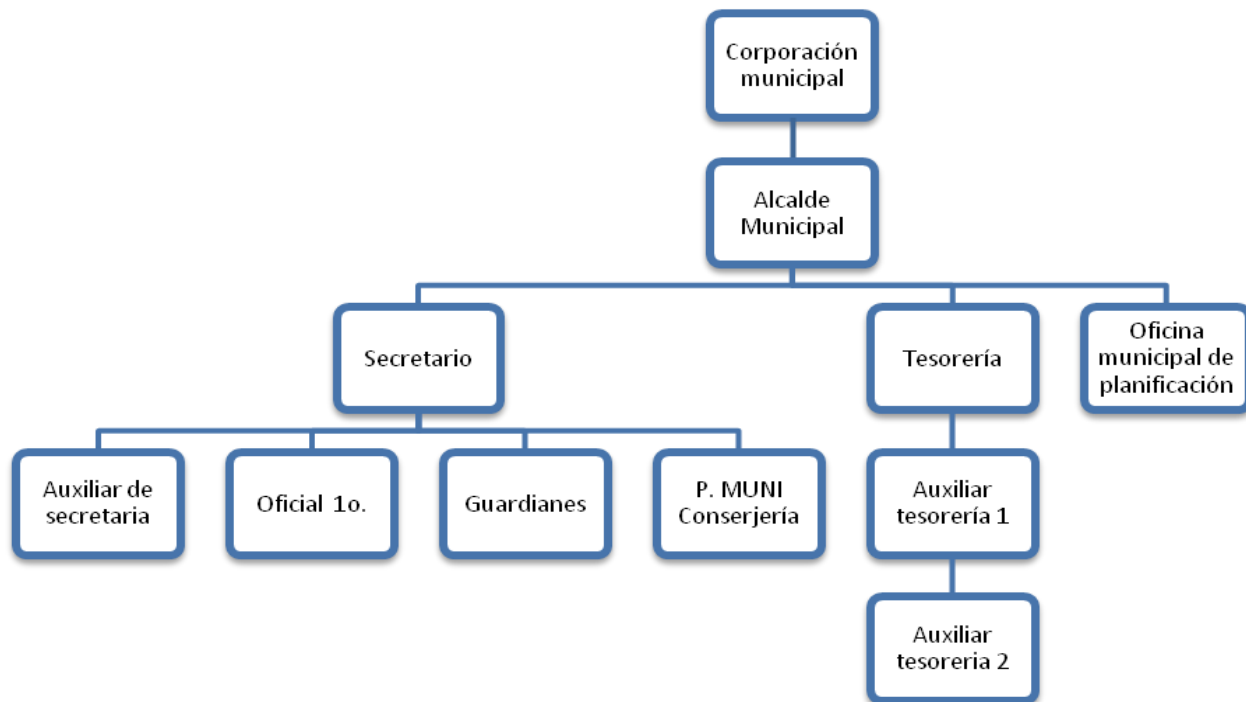 Corporación
municipal
Alcalde
Municipal
Secretario
Tesorería
Oficina
municipal de
planificación
Auxiliar de
secretaria
Oficial 1o.
Guardianes
P. MUNI
Conserjería
Auxiliar
tesorería 1
Auxiliar
tesoreria 2